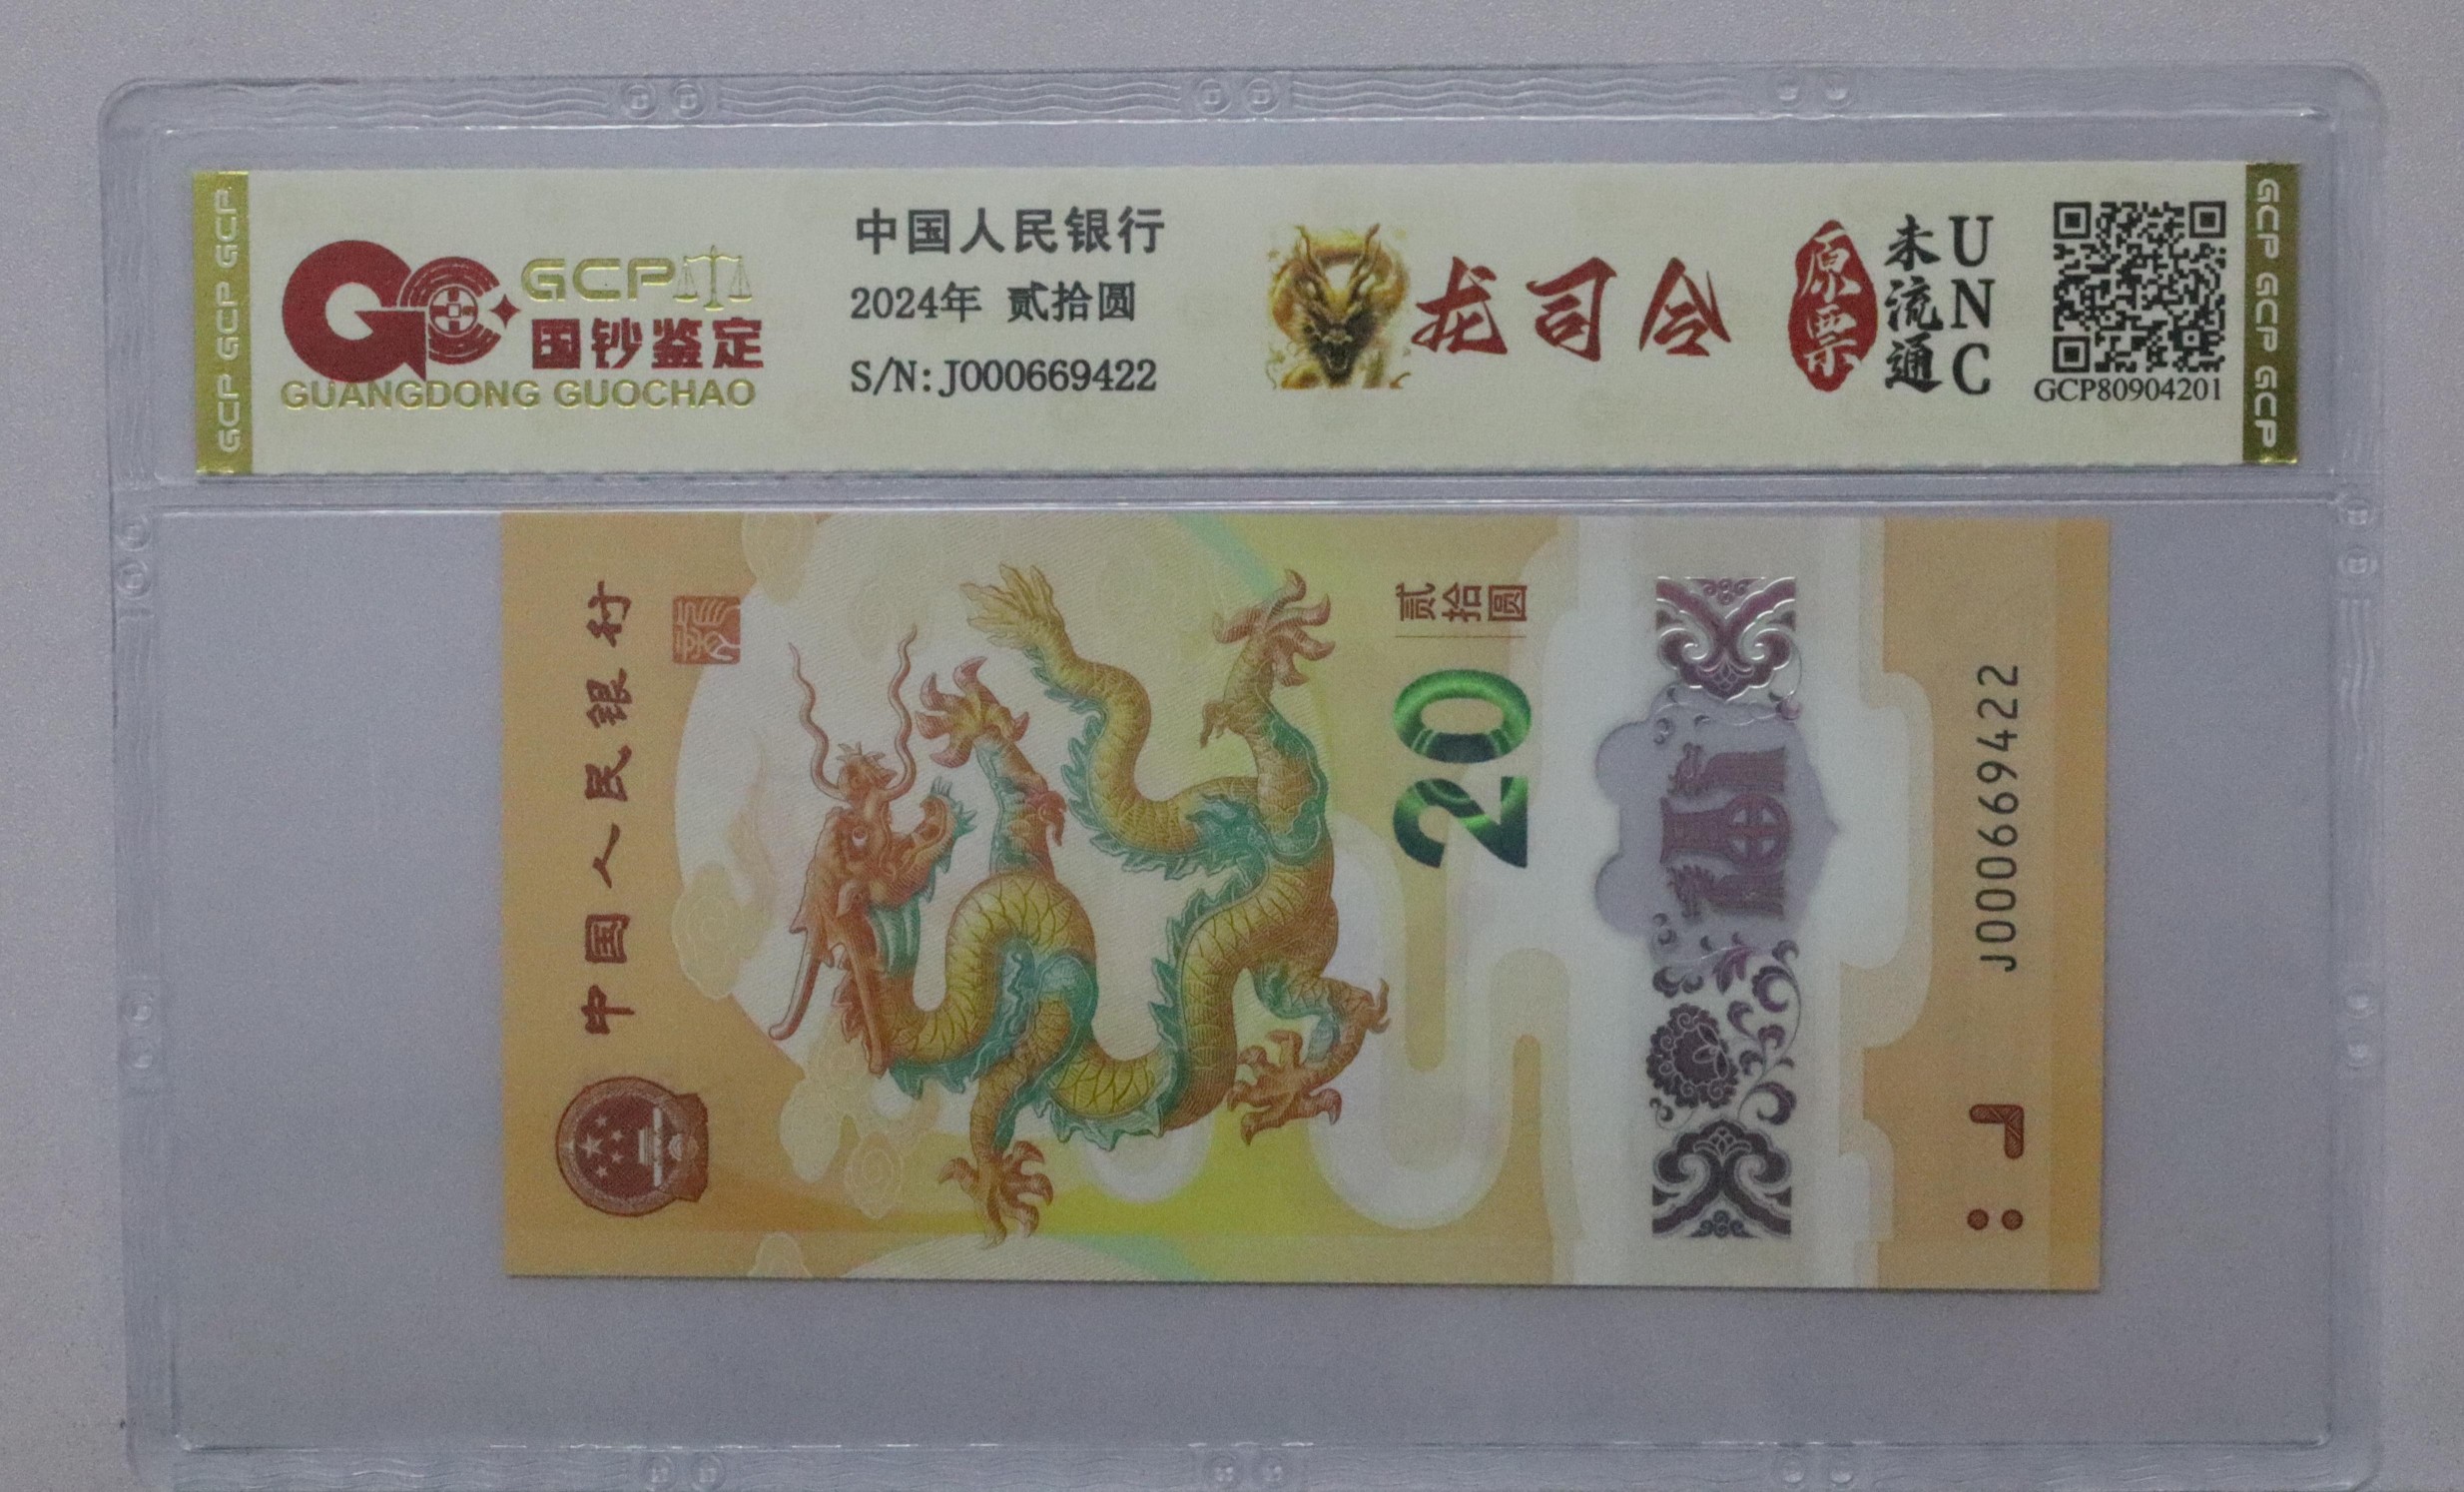 GCP GCP GCP
GCP
国钞鉴定
GUANGDONG GUOCHAO
中国人民银行
2024年 贰拾圆
S/N: J000669422
龙司令
原票
未流通
UNC
GCP80904201
GCP GCP GCP
中国人民银行
贰拾圆
20
J000669422